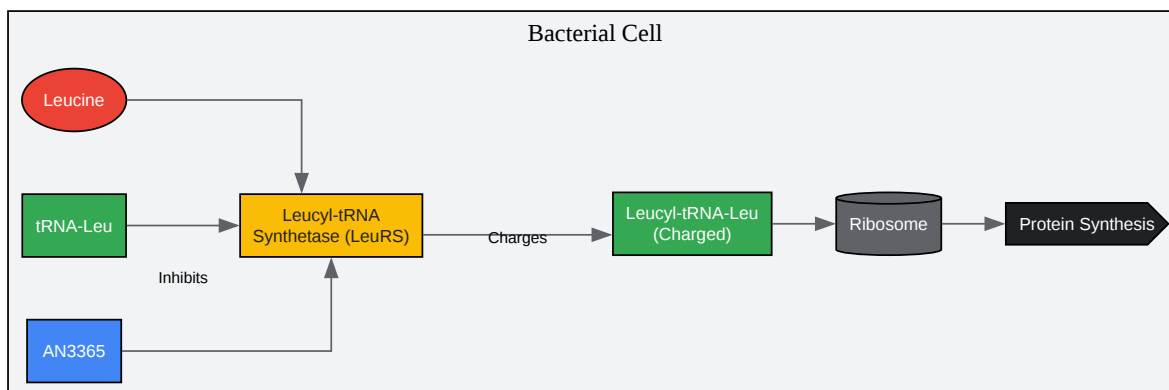 Bacterial Cell
Leucine
tRNA-Leu
Leucyl-tRNA
Synthetase (LeuRS)
Charges
Leucyl-tRNA-Leu
(Charged)
Ribosome
Protein Synthesis
Inhibits
AN3365